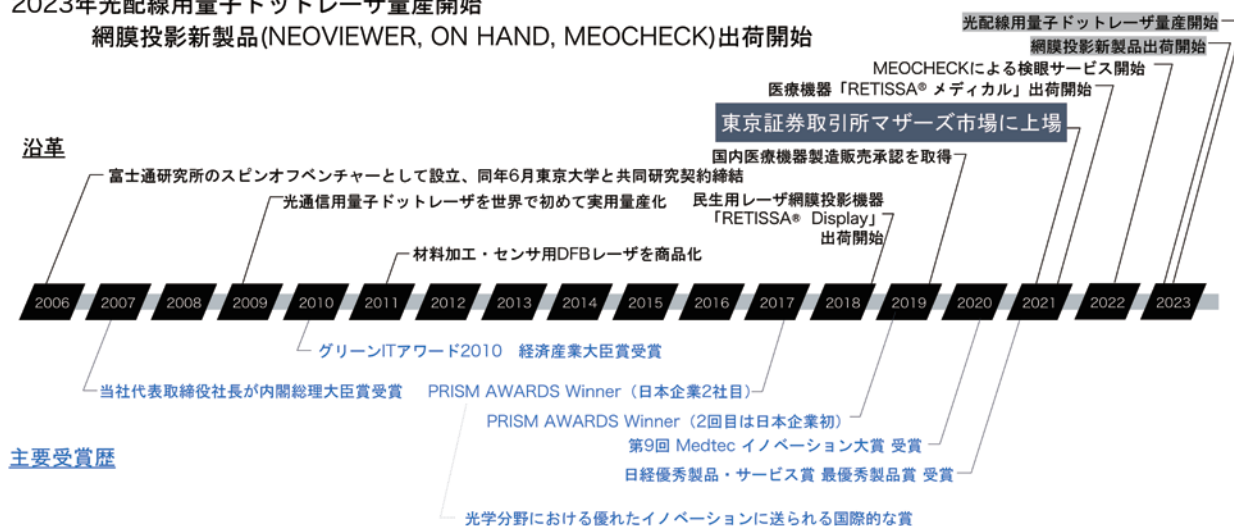 2023年光配線用量子ドットレーザ量産開始
網膜投影新製品(NEOVIEWER, ON HAND, MEOCHECK)出荷開始
光配線用量子ドットレーザ量産開始
網膜投影新製品出荷開始
MEOCHECKによる検眼サービス開始
医療機器「RETISSA® メディカル」出荷開始
東京証券取引所マザーズ市場に上場
沿革
国内医療機器製造販売承認を取得
富士通研究所のスピンオフベンチャーとして設立、同年6月東京大学と共同研究契約締結
光通信用量子ドットレーザを世界で初めて実用量産化
民生用レーザ網膜投影機器
「RETISSA® Display」
出荷開始
材料加工・センサ用DFBレーザを商品化
2006 2007 2008 2009 2010 2011 2012 2013 2014 2015 2016 2017 2018 2019 2020 2021 2022 2023
グリーンITアワード2010 経済産業大臣賞受賞
当社代表取締役社長が内閣総理大臣賞受賞
PRISM AWARDS Winner（日本企業2社目）
PRISM AWARDS Winner（2回目は日本企業初）
第9回 Medtec イノベーション大賞 受賞
主要受賞歴
日経優秀製品・サービス賞 最優秀製品賞 受賞
光学分野における優れたイノベーションに送られる国際的な賞